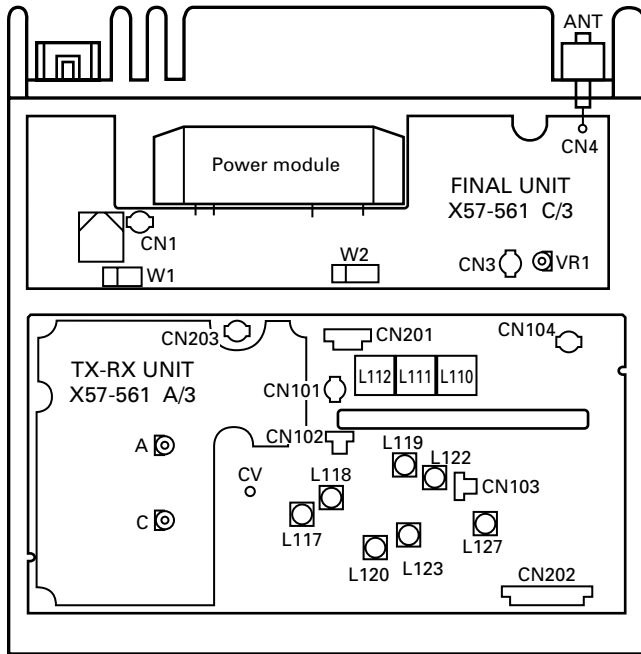 ANT
CN4
Power module
FINAL UNIT
X57-561 C/3
CN1
W1
W2
CN3
VR1
CN203
CN201
CN104
TX-RX UNIT
X57-561 A/3
L112
L111
L110
CN101
CN102
A
L119
L122
CV
L118
CN103
C
L117
L120
L123
L127
CN202